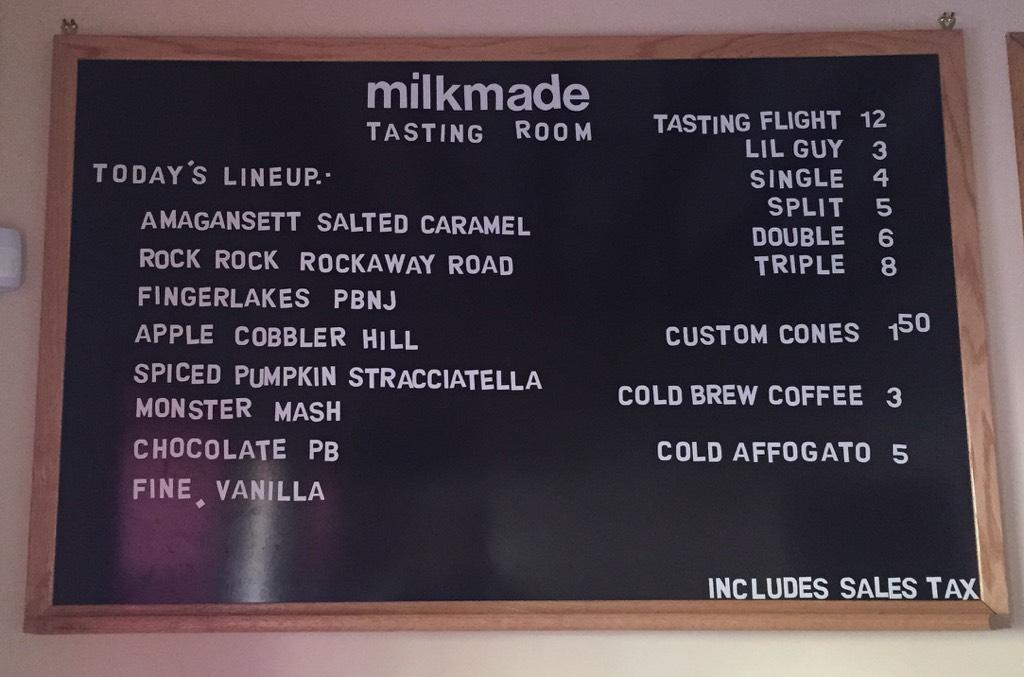 milkmade
TASTING ROOM
TODAY'S LINEUP..
AMAGANSETT SALTED CARAMEL
ROCK ROCK ROCKAWAY ROAD
FINGERLAKES PBNJ
APPLE COBBLER HILL
SPICED PUMPKIN STRACCIATELLA
MONSTER MASH
CHOCOLATE PB
FINE. VANILLA
TASTING FLIGHT 12
LIL GUY 3
SINGLE 4
SPLIT 5
DOUBLE 6
TRIPLE 8
CUSTOM CONES 1 50
COLD BREW COFFEE 3
COLD AFFOGATO 5
INCLUDES SALES TAX